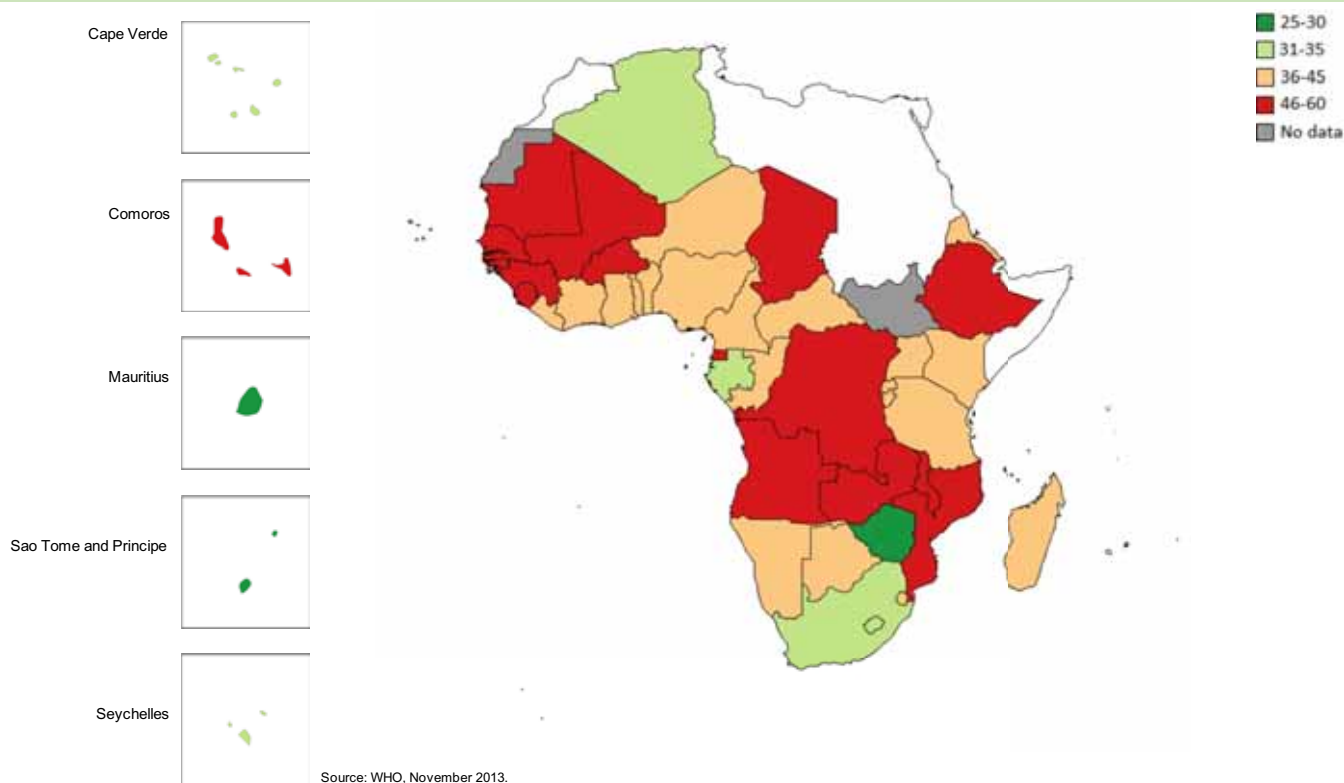 Cape Verde
Comoros
Mauritius
Sao Tome and Principe
Seychelles
25-30
31-35
36-45
46-60
No data
Source: WHO, November 2013.